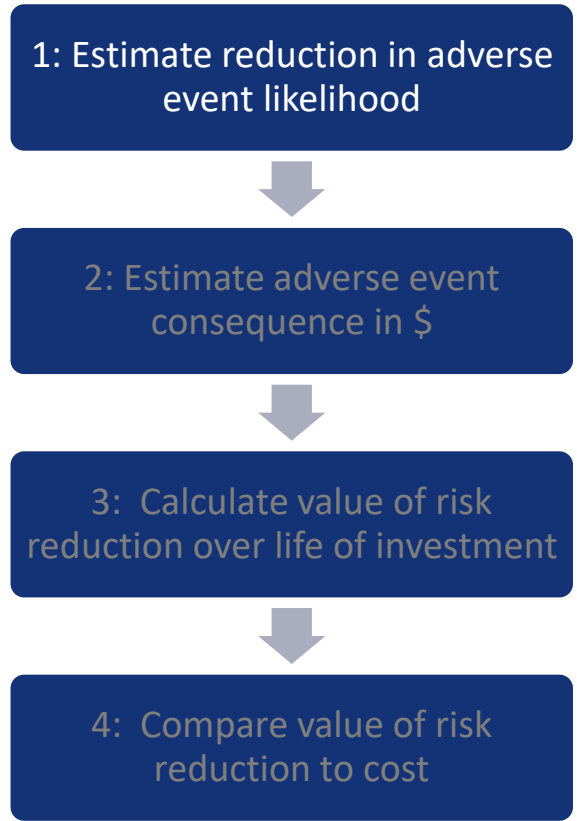 1: Estimate reduction in adverse
event likelihood
2: Estimate adverse event
consequence in $
3:  Calculate value of risk
reduction over life of investment
4:  Compare value of risk
reduction to cost